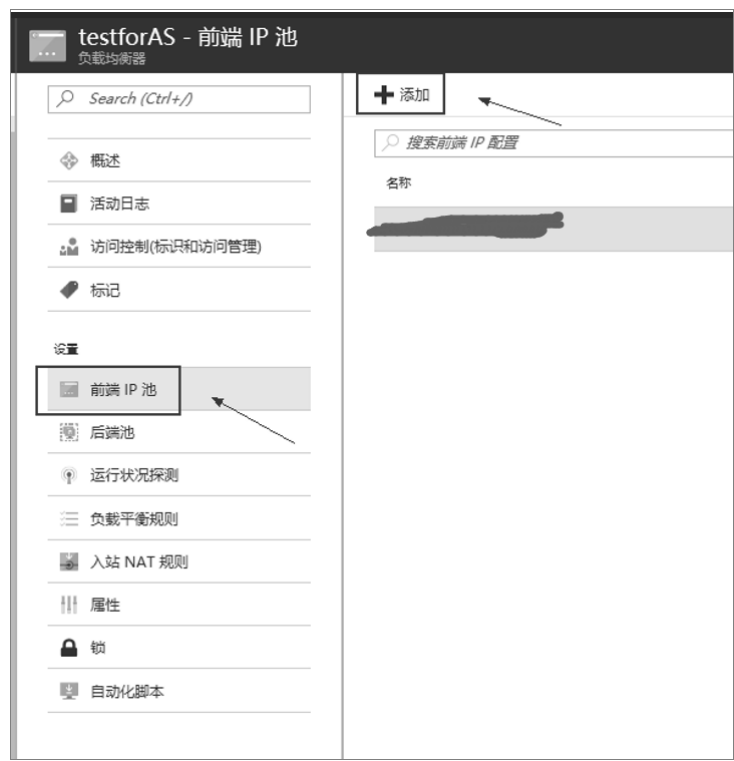 testforAS - 前端 IP 池
负载均衡器
Search (Ctrl+/)
概述
活动日志
访问控制(标识和访问管理)
标记
设置
前端 IP 池
后端池
运行状况探测
负载平衡规则
入站 NAT 规则
属性
锁
自动化脚本
添加
搜索前端 IP 配置
名称